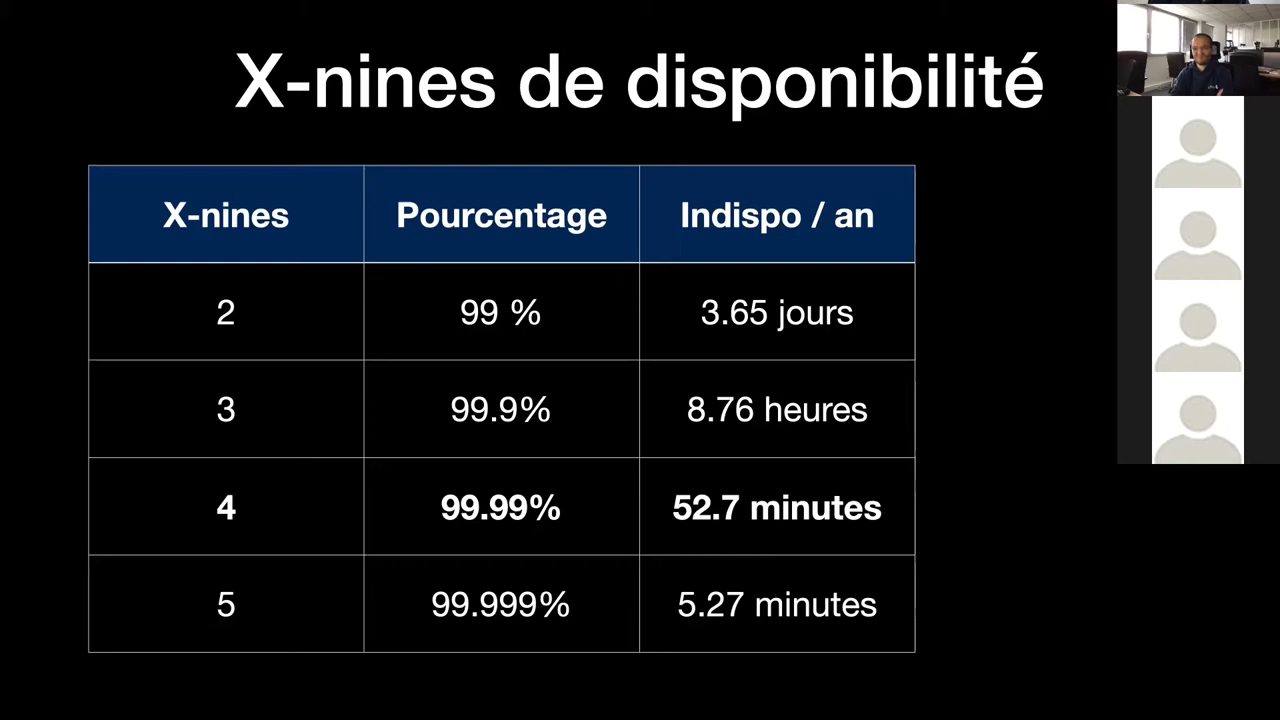 X-nines de disponibilité
X-nines Pourcentage Indispo / an
2 99 % 3.65 jours
3 99.9% 8.76 heures
4 99.99% 52.7 minutes
5 99.999% 5.27 minutes